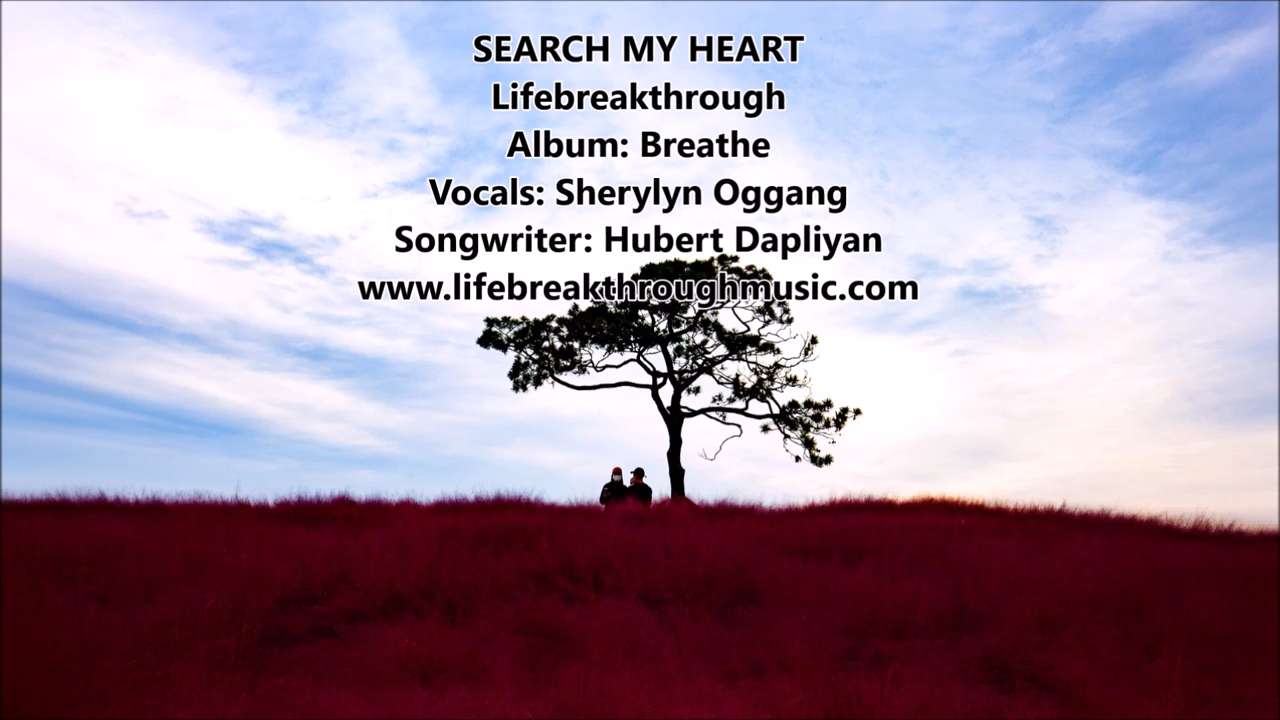 SEARCH MY HEART
Lifebreakthrough
Album: Breathe
Vocals: Sherylyn Oggang
Songwriter: Hubert Dapliyan
www.lifebreakthroughmusic.com